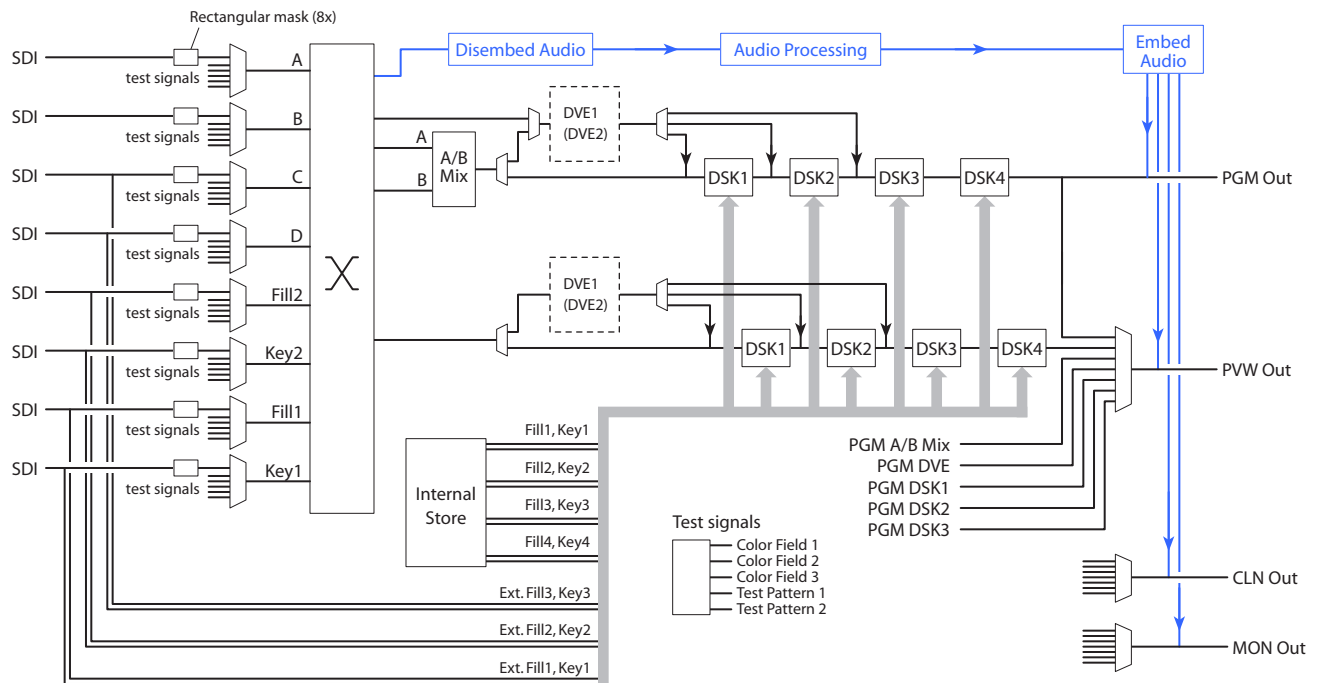 Rectangular mask (8x)
SDI
test signals
A
SDI
test signals
B
SDI
test signals
C
SDI
test signals
D
SDI
test signals
Fill2
SDI
test signals
Key2
SDI
test signals
Fill1
SDI
test signals
Key1
Disembed Audio
Audio Processing
Embed
Audio
A
B
A/B
Mix
DVE1
(DVE2)
DSK1
DSK2
DSK3
DSK4
PGM Out
DVE1
(DVE2)
DSK1
DSK2
DSK3
DSK4
PVW Out
PGM A/B Mix
PGM DVE
PGM DSK1
PGM DSK2
PGM DSK3
Internal
Store
Fill1, Key1
Fill2, Key2
Fill3, Key3
Fill4, Key4
Ext. Fill3, Key3
Ext. Fill2, Key2
Ext. Fill1, Key1
Test signals
Color Field 1
Color Field 2
Color Field 3
Test Pattern 1
Test Pattern 2
CLN Out
MON Out